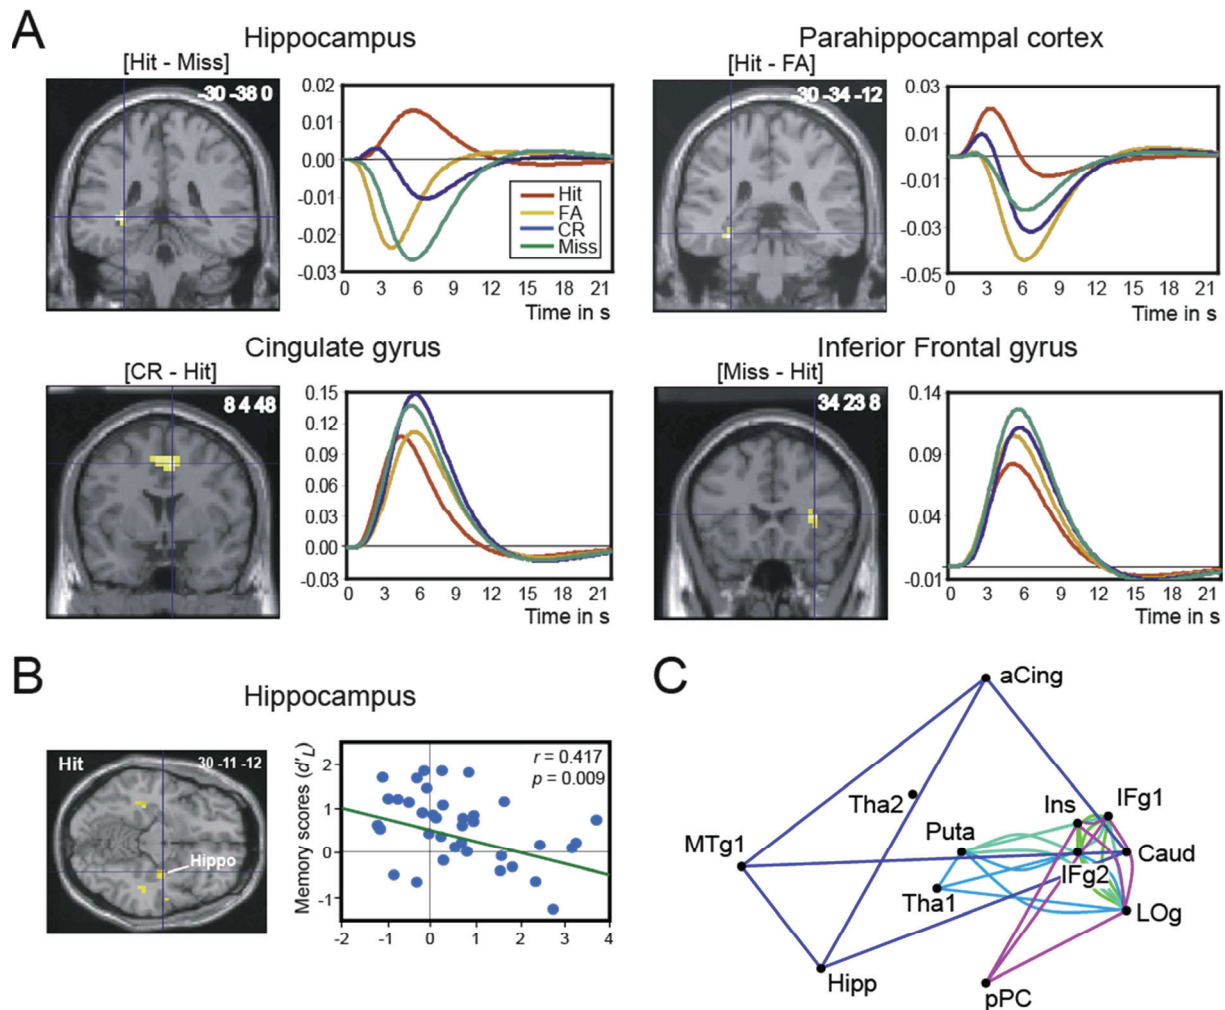 A
Hippocampus
[Hit - Miss]
-30 -38 0
0.02
0.01
0.00
-0.01
-0.02
-0.03
Hit
FA
CR
Miss
0 3 6 9 12 15 18 21
Time in s
Parahippocampal cortex
[Hit - FA]
-30 -34 -12
0.03
0.01
-0.01
-0.03
-0.05
0 3 6 9 12 15 18 21
Time in s
Cingulate gyrus
[CR - Hit]
8 4 48
0.15
0.12
0.09
0.06
0.03
0.00
-0.03
0 3 6 9 12 15 18 21
Time in s
Inferior Frontal gyrus
[Miss - Hit]
34 23 8
0.14
0.09
0.04
-0.01
0 3 6 9 12 15 18 21
Time in s
B
Hippocampus
Hit
30 -11 -12
Hippo
Memory scores (d'L)
2
1
0
-1
r = 0.417
p = 0.009
-2 -1 0 1 2 3 4
C
aCing
Tha2
Ins
IFg1
MTg1
Puta
Caud
IFg2
Tha1
LOg
Hipp
pPC